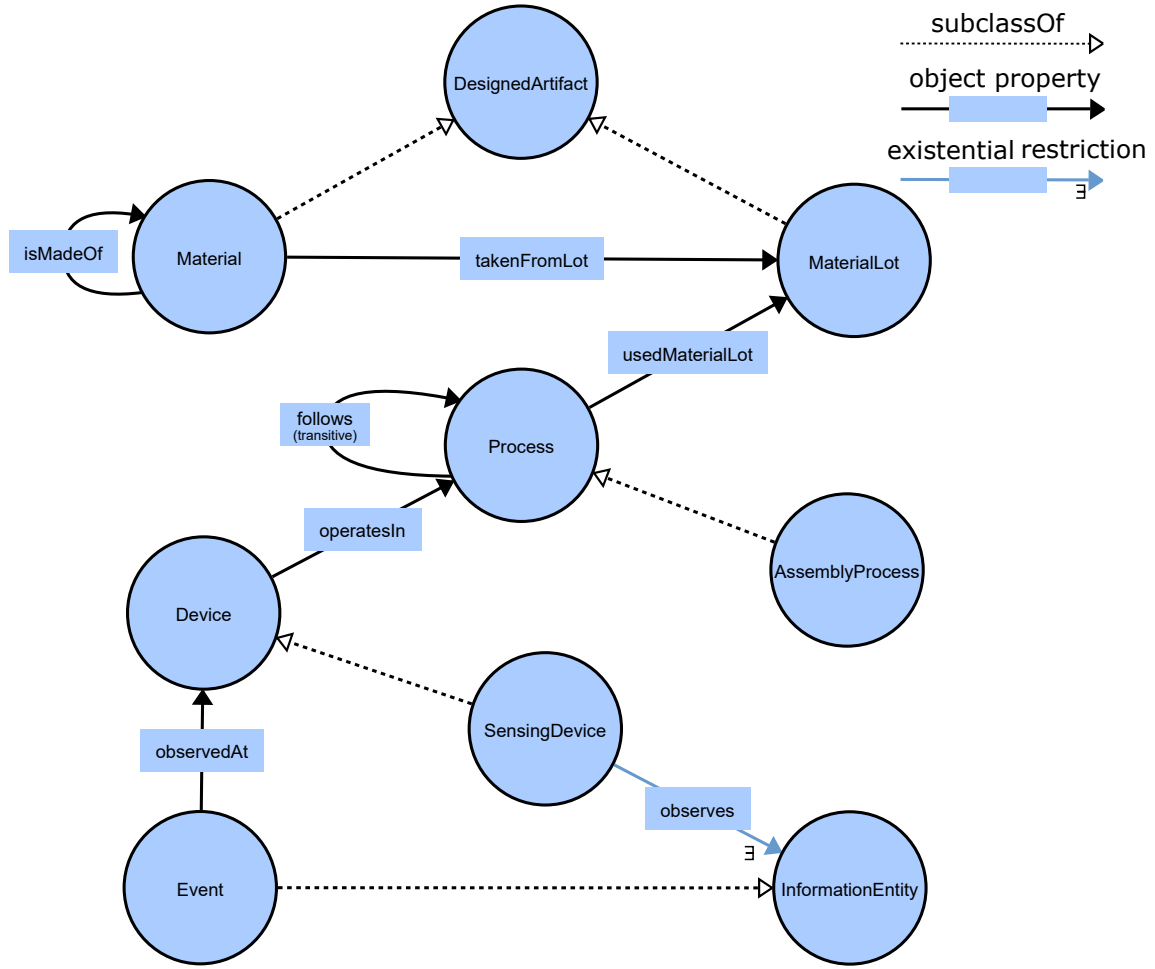 subclassOf
DesignedArtifact
object property
existential restriction
∃
isMadeOf
Material
takenFromLot
MaterialLot
usedMaterialLot
follows
(transitive)
Process
operatesIn
AssemblyProcess
Device
SensingDevice
observedAt
observes
∃
Event
InformationEntity